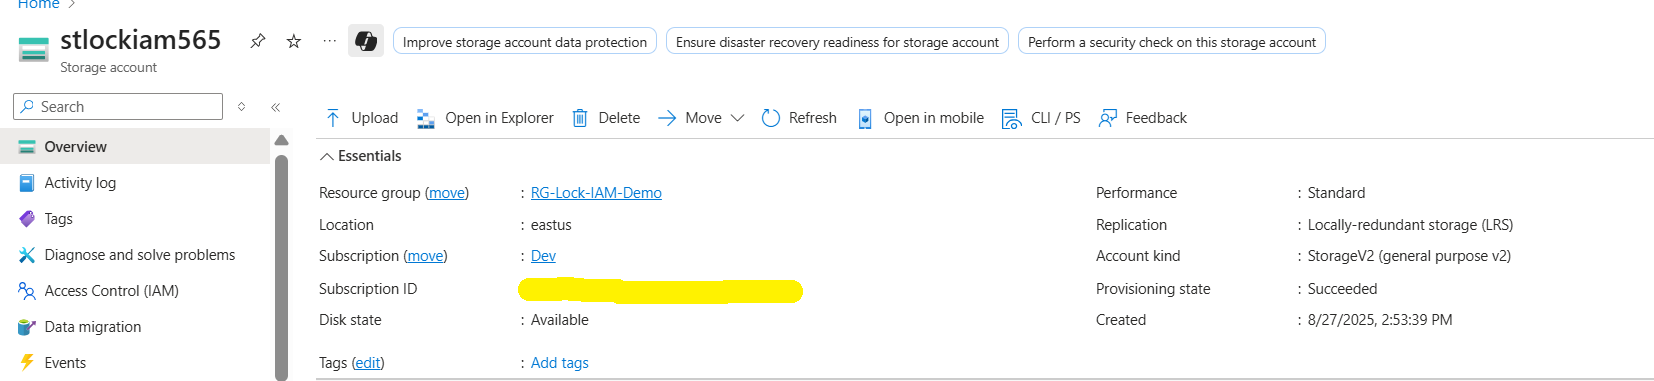 Home >
stlockiam565
Storage account
Improve storage account data protection
Ensure disaster recovery readiness for storage account
Perform a security check on this storage account
Search
Overview
Activity log
Tags
Diagnose and solve problems
Access Control (IAM)
Data migration
Events
Upload
Open in Explorer
Delete
Move
Refresh
Open in mobile
CLI / PS
Feedback
Essentials
Resource group (move) : RG-Lock-IAM-Demo
Location : eastus
Subscription (move) : Dev
Subscription ID
Disk state : Available
Tags (edit) : Add tags
Performance : Standard
Replication : Locally-redundant storage (LRS)
Account kind : StorageV2 (general purpose v2)
Provisioning state : Succeeded
Created : 8/27/2025, 2:53:39 PM